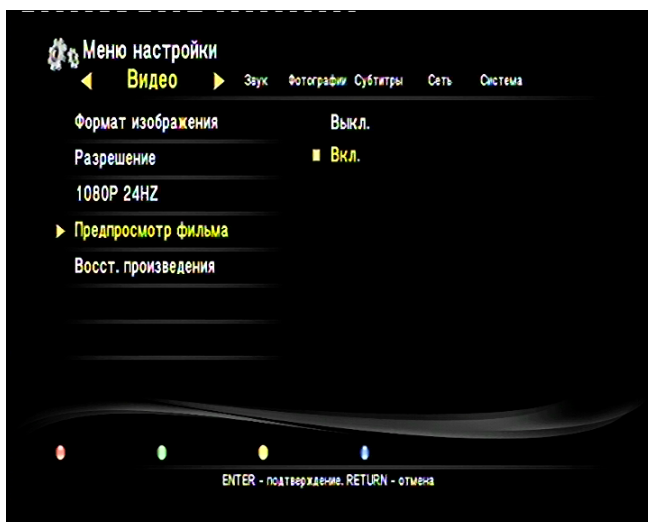 Меню настройки
Видео Звук Фотографии Субтитры Сеть Система
Формат изображения
Выкл.
Разрешение
Вкл.
1080P 24HZ
Предпросмотр фильма
Восст. произведения
ENTER - подтверждение. RETURN - отмена